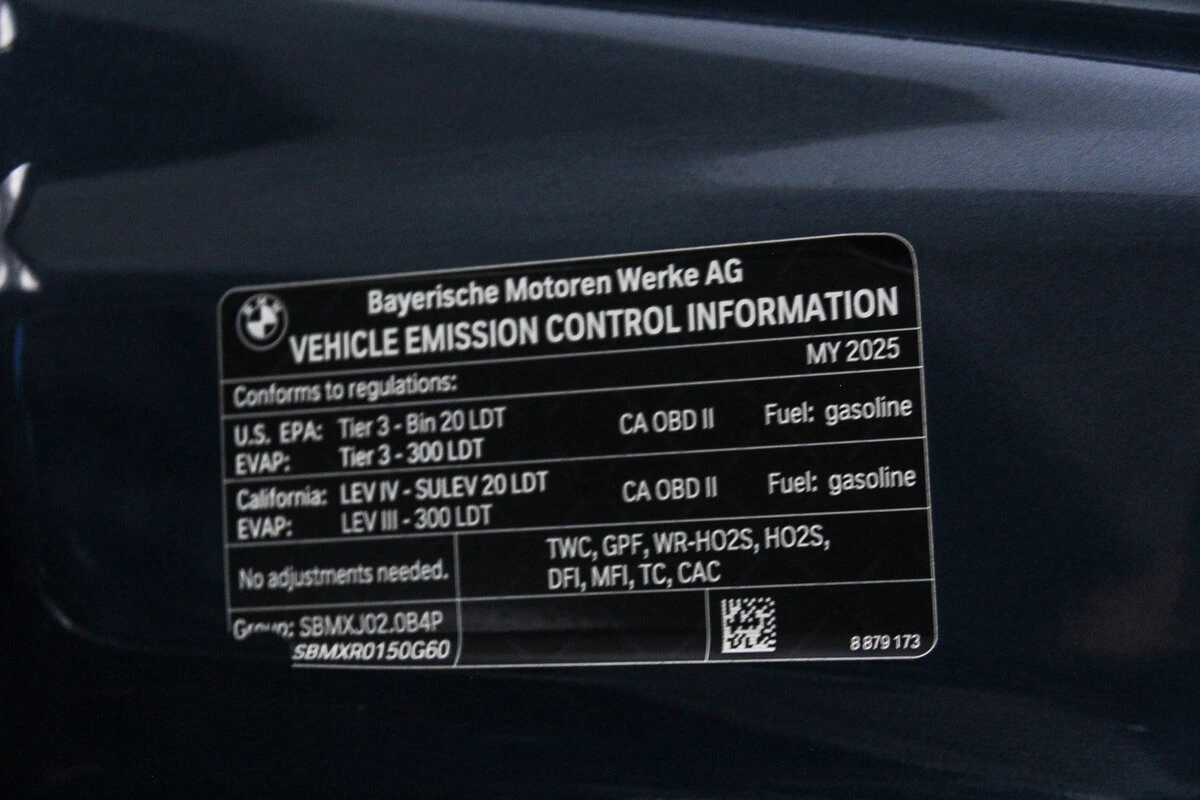 Bayerische Motoren Werke AG
VEHICLE EMISSION CONTROL INFORMATION
MY 2025
Conforms to regulations:
U.S. EPA: Tier 3 - Bin 20 LDT CA OBD II Fuel: gasoline
EVAP: Tier 3 - 300 LDT
California: LEV IV - SULEV 20 LDT CA OBD II Fuel: gasoline
EVAP: LEV III - 300 LDT
TWC, GPF, WR-HO2S, HO2S,
No adjustments needed. DFI, MFI, TC, CAC
Group: SBMXJ02.0B4P
SBMXR0150G60
8 879 173